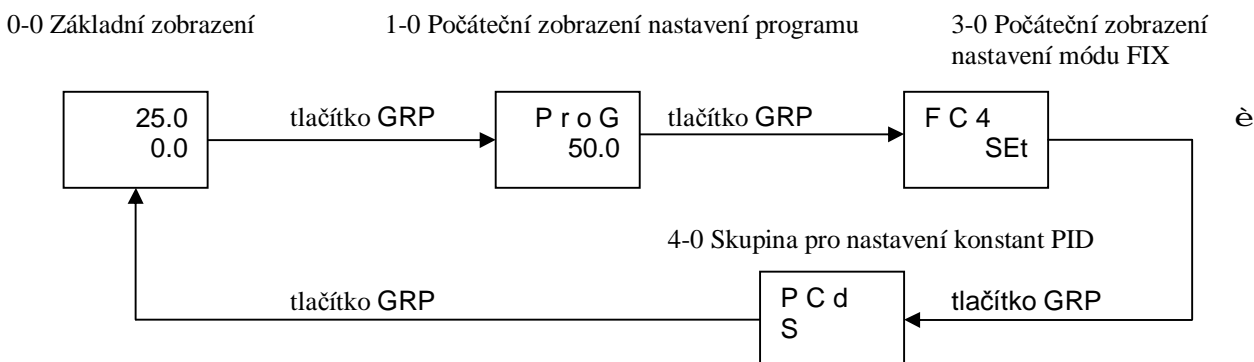 0-0 Základní zobrazení
1-0 Počáteční zobrazení nastavení programu
3-0 Počáteční zobrazení
nastavení módu FIX
25.0
0.0
tlačítko GRP
P r o G
50.0
tlačítko GRP
F C 4
SEt
è
4-0 Skupina pro nastavení konstant PID
tlačítko GRP
P C d
S
tlačítko GRP